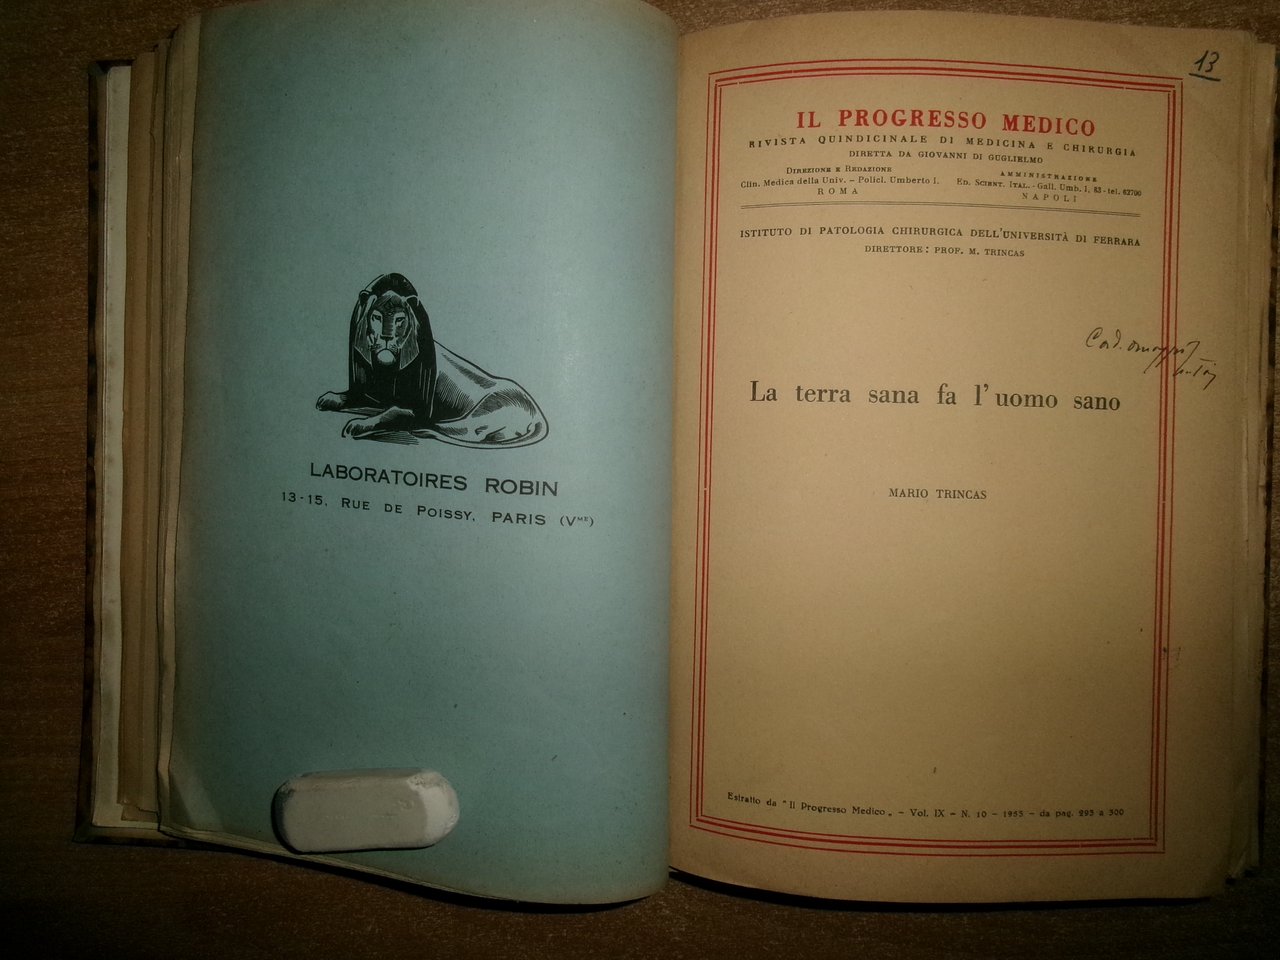 LABORATOIRES ROBIN
13-15, RUE DE POISSY, PARIS (Vᴹᴱ)
13
IL PROGRESSO MEDICO
RIVISTA QUINDICINALE DI MEDICINA E CHIRURGIA
DIRETTA DA GIOVANNI DI GUGLIELMO
DIREZIONE E REDAZIONE
Clin. Medica della Univ. - Policl. Umberto I.
ROMA
AMMINISTRAZIONE
ED. SCIENT. ITAL. - Gall. Umb. I, 83 - tel. 62700
NAPOLI
ISTITUTO DI PATOLOGIA CHIRURGICA DELL'UNIVERSITÀ DI FERRARA
DIRETTORE: PROF. M. TRINCAS
La terra sana fa l'uomo sano
MARIO TRINCAS
Estratto da "Il Progresso Medico„ - Vol. IX - N. 10 - 1953 - da pag. 293 a 300